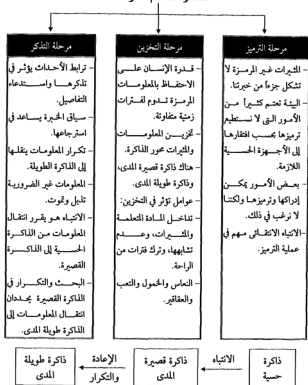 مرحلة الترميز
- المثيرات غير المرمزة لا
تشكل جزءاً من خبرتنا.
- البيئة تعتم كثيراً من
الأمور التي لا نستطيع
ترميزها بحسب افتقارها
إلى الأجهزة الحسية
اللازمة.
- بعض الأمور يمكن
إدراكها وترميزها ولكننا
لا نرغب في ذلك.
- الانتباه الانتقائي مهم في
عملية الترميز.
مرحلة التخزين
- قدرة الإنسان على
الاحتفاظ بالمعلومات
المرمزة تدوم لفترات
زمنية متفاوتة.
- تخزين المعلومات
والمثيرات محور الذاكرة.
- هناك ذاكرة قصيرة المدى،
وذاكرة طويلة المدى.
- عوامل تؤثر في التخزين:
- تداخل المادة المتعلمة
والمثيرات، وعدم
تشابهها، وترك فترات من
الراحة.
- النعاس والخمول والتعب
والعقاقير.
مرحلة التذكر
- ترابط الأحداث يؤثر في
تذكرها واستدعاء
التفاصيل.
- سياق الخبرة يساعد في
استرجاعها.
- تكرار المعلومات ينقلها
إلى الذاكرة الطويلة.
- المعلومات غير الضرورية
تذبل وتموت.
- الانتباه هو يقرر انتقال
المعلومات من الذاكرة
الحسية إلى الذاكرة
القصيرة.
- البحث والتكرار في
الذاكرة القصيرة يحددان
انتقال المعلومات إلى
الذاكرة طويلة المدى.
ذاكرة
حسية
الانتباه
ذاكرة قصيرة
المدى
الإعادة
والتكرار
ذاكرة طويلة
المدى